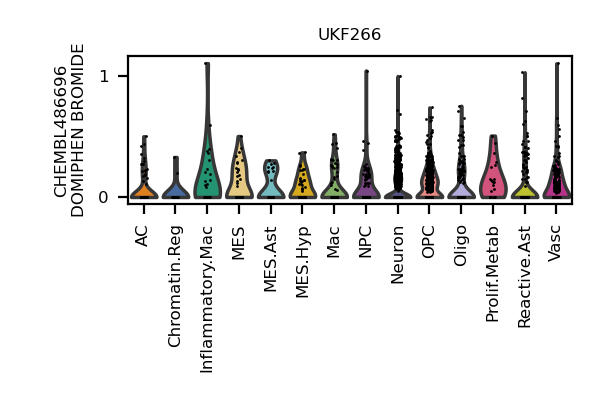 UKF266
CHEMBL486696
DOMIPHEN BROMIDE
1
0
AC
Chromatin.Reg
Inflammatory.Mac
MES
MES.Ast
MES.Hyp
Mac
NPC
Neuron
OPC
Oligo
Prolif.Metab
Reactive.Ast
Vasc